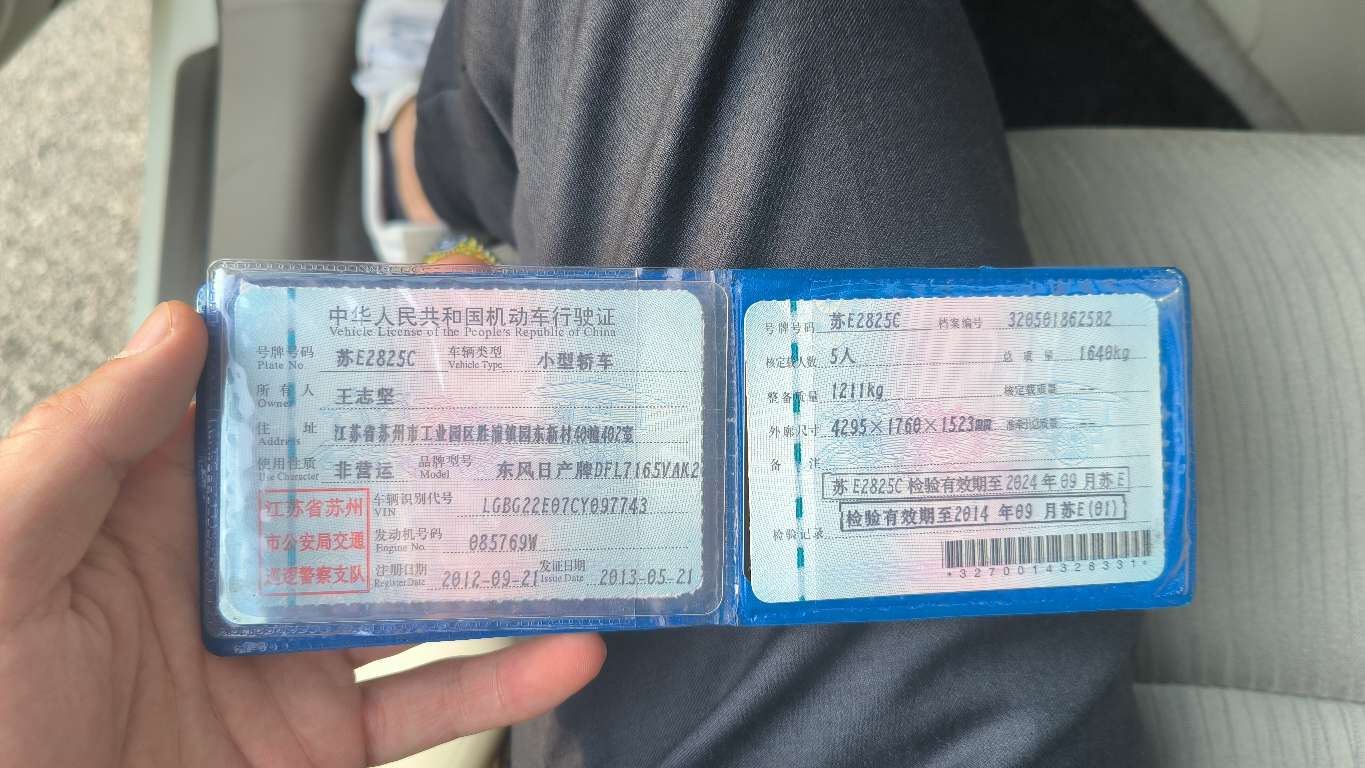 中华人民共和国机动车行驶证
Vehicle License of the People's Republic of China
号牌号码 苏E2825C 车辆类型 小型轿车
Plate No. Vehicle Type
所有人 王志坚
Owner
住址 江苏省苏州市工业园区胜浦镇园东新村40幢402室
Address
使用性质 非营运 品牌型号 东风日产牌DFL7165VAK2
Use Character Model
江苏省苏州
市公安局交通
巡逻警察支队
车辆识别代号 LGBG22E07CY097743
VIN
发动机号码 085769W
Engine No.
注册日期 2012-09-21 发证日期 2013-05-21
Register Date Issue Date
号牌号码 苏E2825C 档案编号 320501862582
核定载人数 5人 总质量 1640kg
整备质量 1211kg 核定载质量 --
外廓尺寸 4295×1760×1523mm 准牵引总质量 --
备注
苏E2825C 检验有效期至2024年09月苏E
检验有效期至2014年09月苏E(01)
检验记录
*3270014326331*